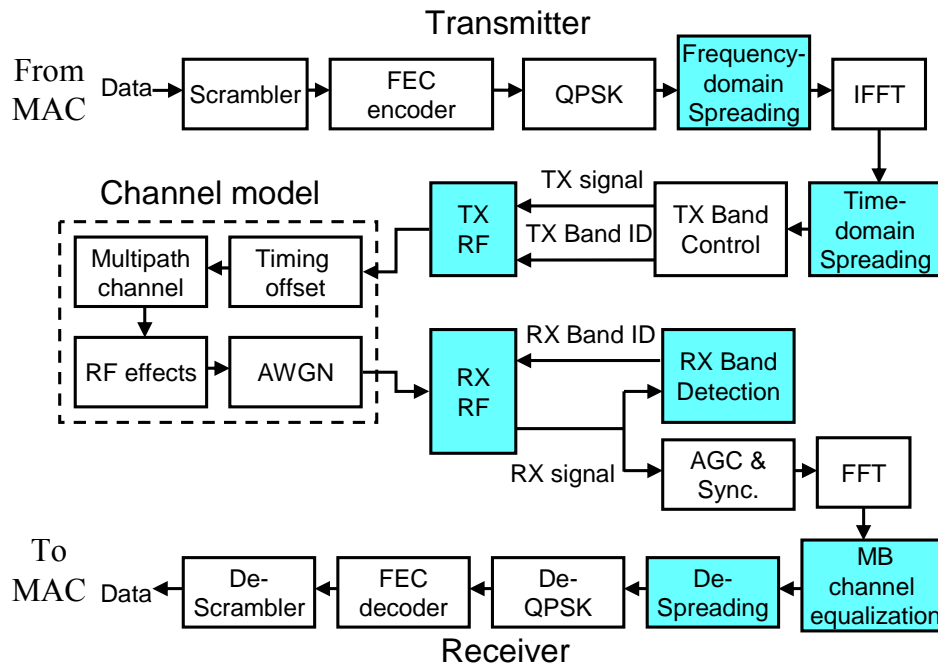 Transmitter
From
MAC
Data
Scrambler
FEC
encoder
QPSK
Frequency-
domain
Spreading
IFFT
Channel model
TX
RF
TX signal
TX Band ID
TX Band
Control
Time-
domain
Spreading
Multipath
channel
Timing
offset
RF effects
AWGN
RX
RF
RX Band ID
RX Band
Detection
RX signal
AGC &
Sync.
FFT
To
MAC
Data
De-
Scrambler
FEC
decoder
De-
QPSK
De-
Spreading
MB
channel
equalization
Receiver